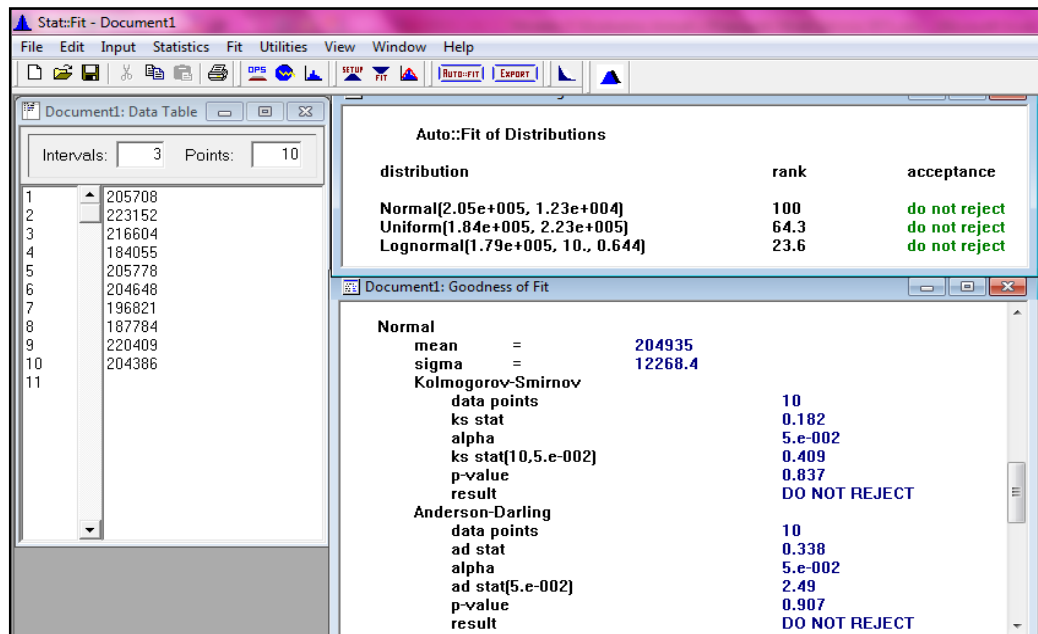 Stat::Fit - Document1
File Edit Input Statistics Fit Utilities View Window Help
OPS SETUP FIT AUTO::FIT EXPORT
Document1: Data Table
Intervals: 3 Points: 10
1 205708
2 223152
3 216604
4 184055
5 205778
6 204648
7 196821
8 187784
9 220409
10 204386
11
Auto::Fit of Distributions
distribution rank acceptance
Normal(2.05e+005, 1.23e+004) 100 do not reject
Uniform(1.84e+005, 2.23e+005) 64.3 do not reject
Lognormal(1.79e+005, 10., 0.644) 23.6 do not reject
Document1: Goodness of Fit
Normal
mean = 204935
sigma = 12268.4
Kolmogorov-Smirnov
data points 10
ks stat 0.182
alpha 5.e-002
ks stat(10,5.e-002) 0.409
p-value 0.837
result DO NOT REJECT
Anderson-Darling
data points 10
ad stat 0.338
alpha 5.e-002
ad stat(5.e-002) 2.49
p-value 0.907
result DO NOT REJECT